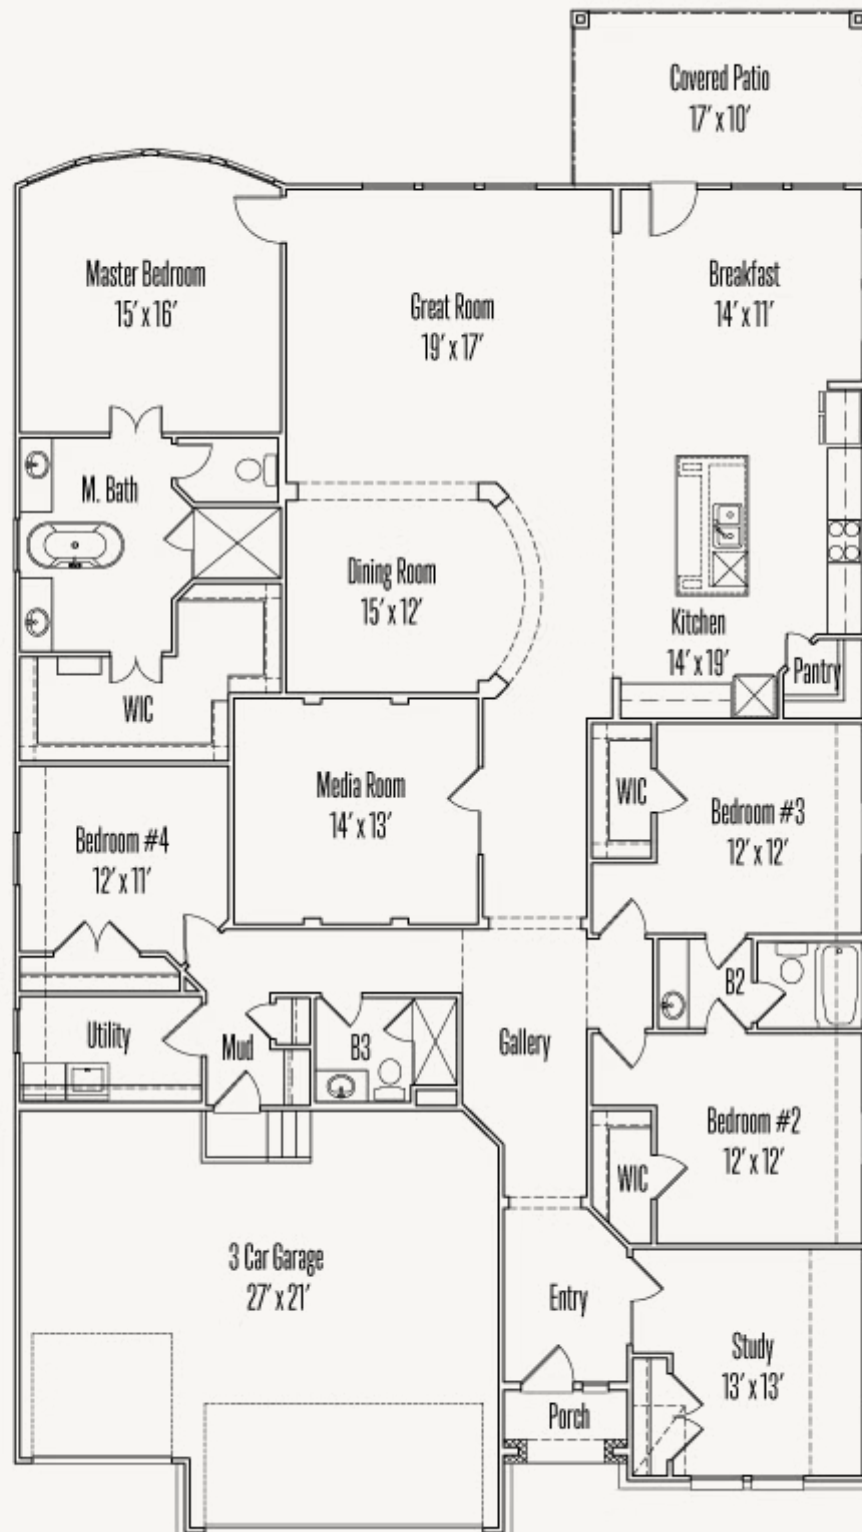 Covered Patio
17' x 10'
Master Bedroom
15' x 16'
Great Room
19' x 17'
Breakfast
14' x 11'
M. Bath
Dining Room
15' x 12'
Kitchen
14' x 19'
Pantry
WIC
Media Room
14' x 13'
WIC
Bedroom #3
12' x 12'
Bedroom #4
12' x 11'
B2
Utility
Mud
B3
Gallery
Bedroom #2
12' x 12'
WIC
3 Car Garage
27' x 21'
Entry
Study
13' x 13'
Porch